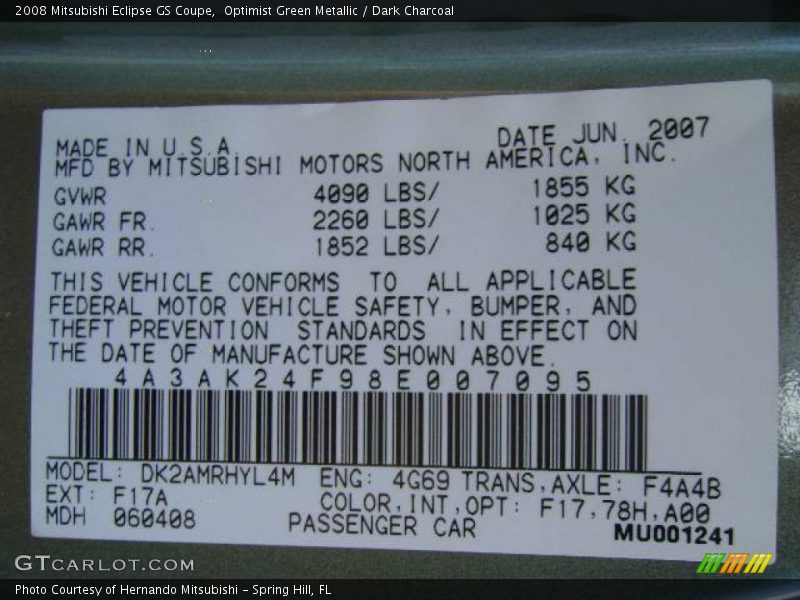 2008 Mitsubishi Eclipse GS Coupe,  Optimist Green Metallic / Dark Charcoal
MADE IN U.S.A. DATE JUN. 2007
MFD BY MITSUBISHI MOTORS NORTH AMERICA, INC.
GVWR 4090 LBS/ 1855 KG
GAWR FR. 2260 LBS/ 1025 KG
GAWR RR. 1852 LBS/ 840 KG
THIS VEHICLE CONFORMS TO ALL APPLICABLE
FEDERAL MOTOR VEHICLE SAFETY, BUMPER, AND
THEFT PREVENTION STANDARDS IN EFFECT ON
THE DATE OF MANUFACTURE SHOWN ABOVE.
4A3AK24F98E007095
MODEL: DK2AMRHYL4M ENG: 4G69 TRANS,AXLE: F4A4B
EXT: F17A COLOR,INT,OPT: F17,78H,A00
MDH 060408 PASSENGER CAR MU001241
GTCARLOT.COM
Photo Courtesy of Hernando Mitsubishi - Spring Hill, FL